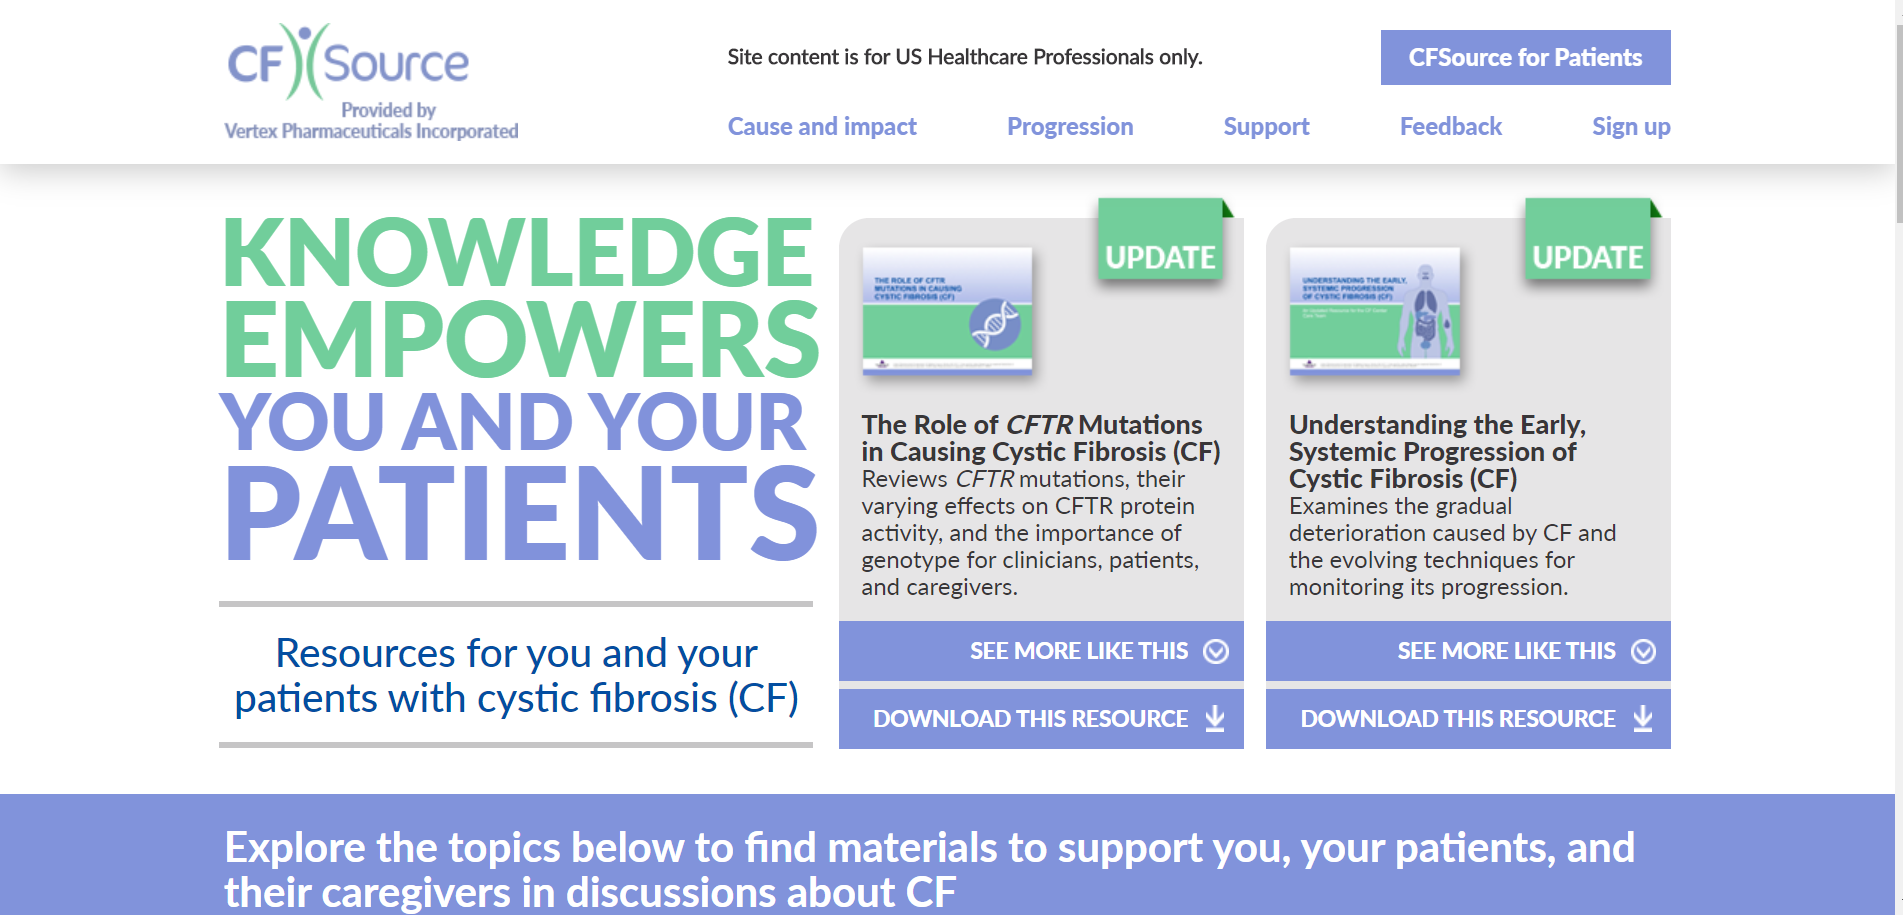 CF Source
Provided by
Vertex Pharmaceuticals Incorporated
Site content is for US Healthcare Professionals only.
CFSource for Patients
Cause and impact
Progression
Support
Feedback
Sign up
KNOWLEDGE
EMPOWERS
YOU AND YOUR
PATIENTS
Resources for you and your
patients with cystic fibrosis (CF)
UPDATE
THE ROLE OF CFTR
MUTATIONS IN CAUSING
CYSTIC FIBROSIS (CF)
The Role of CFTR Mutations
in Causing Cystic Fibrosis (CF)
Reviews CFTR mutations, their
varying effects on CFTR protein
activity, and the importance of
genotype for clinicians, patients,
and caregivers.
SEE MORE LIKE THIS
DOWNLOAD THIS RESOURCE
UPDATE
UNDERSTANDING THE EARLY,
SYSTEMIC PROGRESSION
OF CYSTIC FIBROSIS (CF)
Understanding the Early,
Systemic Progression of
Cystic Fibrosis (CF)
Examines the gradual
deterioration caused by CF and
the evolving techniques for
monitoring its progression.
SEE MORE LIKE THIS
DOWNLOAD THIS RESOURCE
Explore the topics below to find materials to support you, your patients, and
their caregivers in discussions about CF